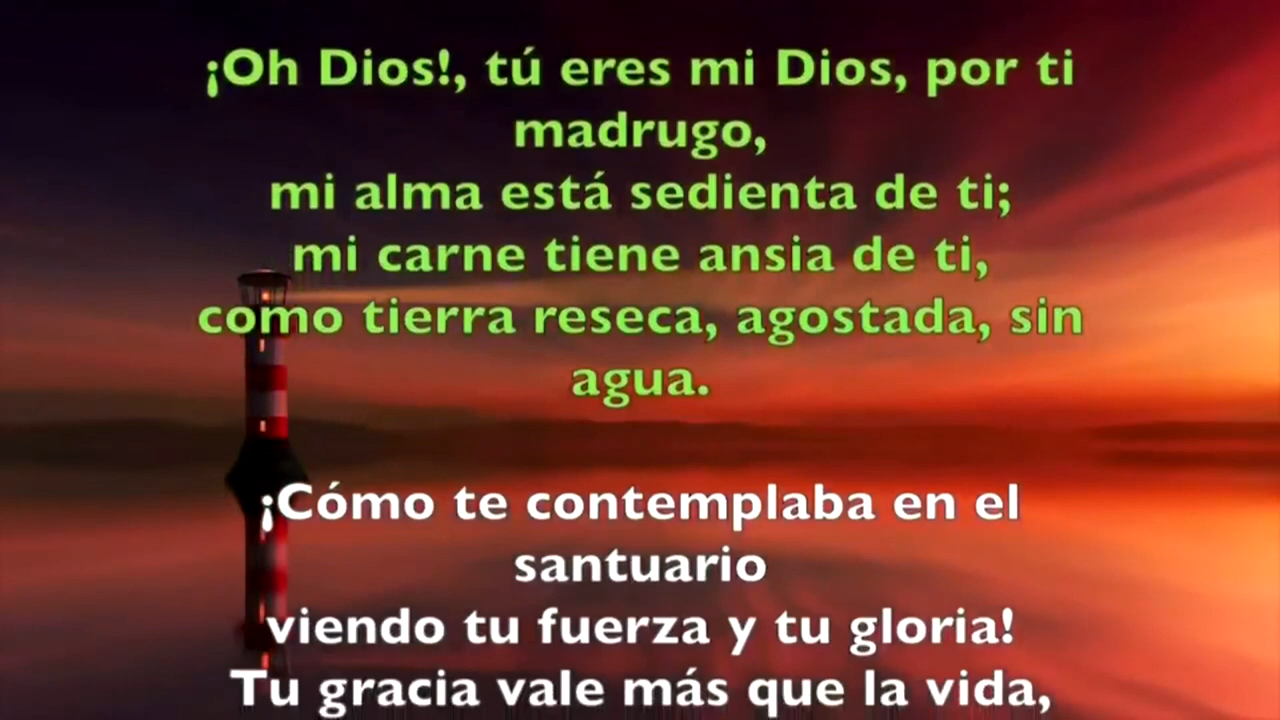 ¡Oh Dios!, tú eres mi Dios, por ti
madrugo,
mi alma está sedienta de ti;
mi carne tiene ansia de ti,
como tierra reseca, agostada, sin
agua.
¡Cómo te contemplaba en el
santuario
viendo tu fuerza y tu gloria!
Tu gracia vale más que la vida,